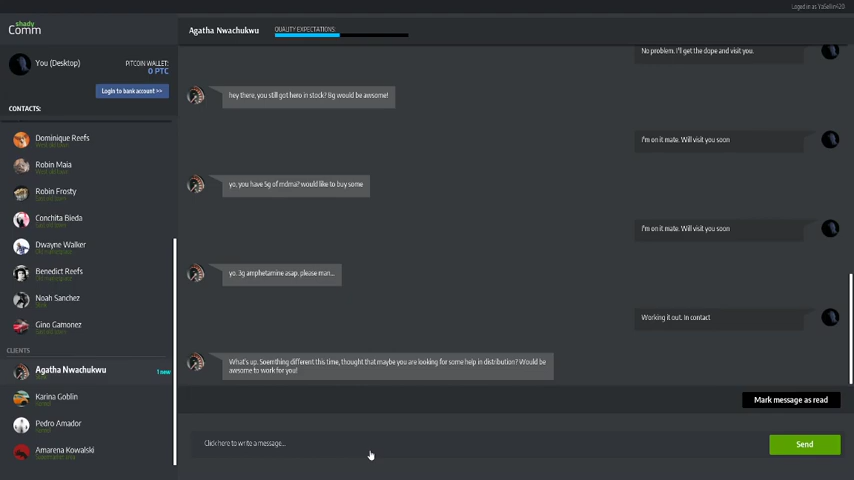 Logged in as YaSellin420
shady
Comm
You (Desktop)
PITCOIN WALLET:
0 PTC
Login to bank account >>
CONTACTS:
Dominique Reefs
Robin Maia
Robin Frosty
Conchita Bieda
Dwayne Walker
Benedict Reefs
Noah Sanchez
Gino Gamonez
CLIENTS
Agatha Nwachukwu
1 new
Karina Goblin
Pedro Amador
Amarena Kowalski
Agatha Nwachukwu
QUALITY EXPECTATIONS:
No problem. I'll get the dope and visit you.
hey there, you still got hero in stock? 8g would be awsome!
I'm on it mate. Will visit you soon
yo, you have 5g of mdma? would like to buy some
I'm on it mate. Will visit you soon
yo. 3g amphetamine asap. please man...
Working it out. In contact
What's up. Soemthing different this time, thought that maybe you are looking for some help in distribution? Would be
awsome to work for you!
Mark message as read
Click here to write a message...
Send